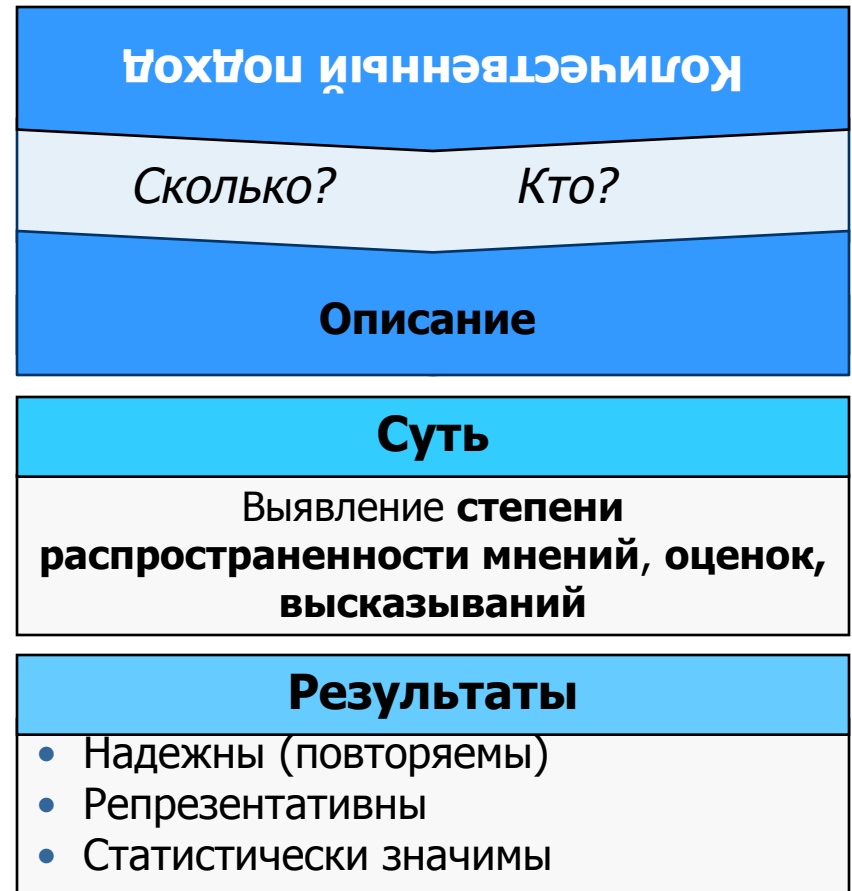 Количественный подход
Сколько? Кто?
Описание
Суть
Выявление степени
распространенности мнений, оценок,
высказываний
Результаты
• Надежны (повторяемы)
• Репрезентативны
• Статистически значимы